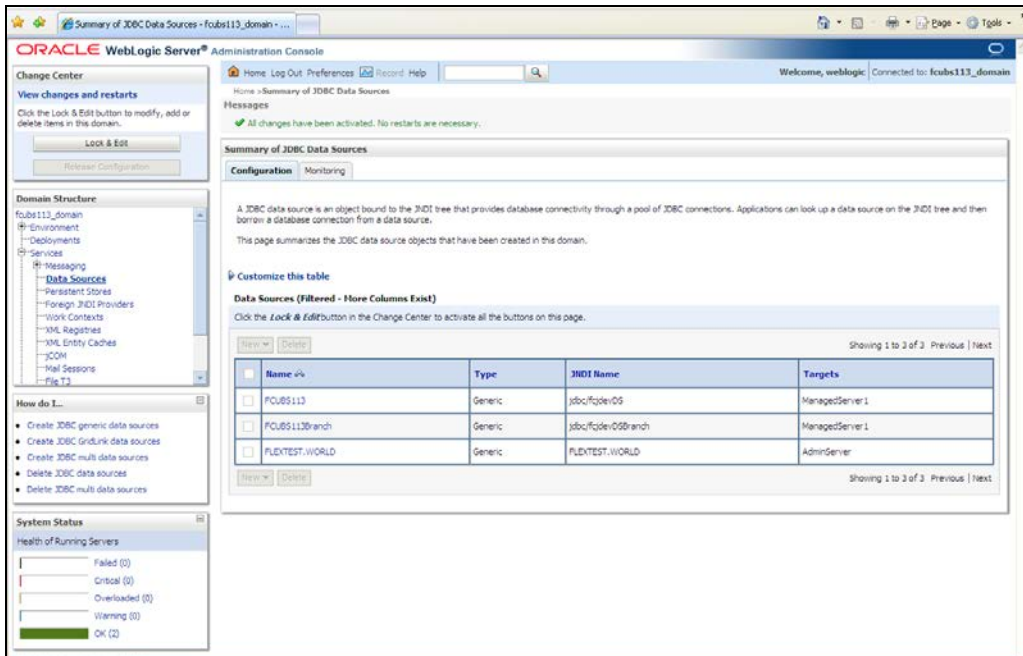 Summary of JDBC Data Sources - fcubs113_domain - ...
Page
Tools
ORACLE WebLogic Server® Administration Console
Change Center
View changes and restarts
Click the Lock & Edit button to modify, add or
delete items in this domain.
Lock & Edit
Release Configuration
Domain Structure
fcubs113_domain
Environment
Deployments
Services
Messaging
Data Sources
Persistent Stores
Foreign JNDI Providers
Work Contexts
XML Registries
XML Entity Caches
jCOM
Mail Sessions
File T3
How do I...
Create JDBC generic data sources
Create JDBC GridLink data sources
Create JDBC multi data sources
Delete JDBC data sources
Delete JDBC multi data sources
System Status
Health of Running Servers
Failed (0)
Critical (0)
Overloaded (0)
Warning (0)
OK (2)
Home Log Out Preferences Record Help
Welcome, weblogic Connected to: fcubs113_domain
Home >Summary of JDBC Data Sources
Messages
All changes have been activated. No restarts are necessary.
Summary of JDBC Data Sources
Configuration Monitoring
A JDBC data source is an object bound to the JNDI tree that provides database connectivity through a pool of JDBC connections. Applications can look up a data source on the JNDI tree and then
borrow a database connection from a data source.
This page summarizes the JDBC data source objects that have been created in this domain.
Customize this table
Data Sources (Filtered - More Columns Exist)
Click the Lock & Edit button in the Change Center to activate all the buttons on this page.
New Delete Showing 1 to 3 of 3 Previous | Next
Name Type JNDI Name Targets
FCUBS113 Generic jdbc/fcjdevDS ManagedServer1
FCUBS113Branch Generic jdbc/fcjdevDSBranch ManagedServer1
FLEXTEST.WORLD Generic FLEXTEST.WORLD AdminServer
New Delete Showing 1 to 3 of 3 Previous | Next